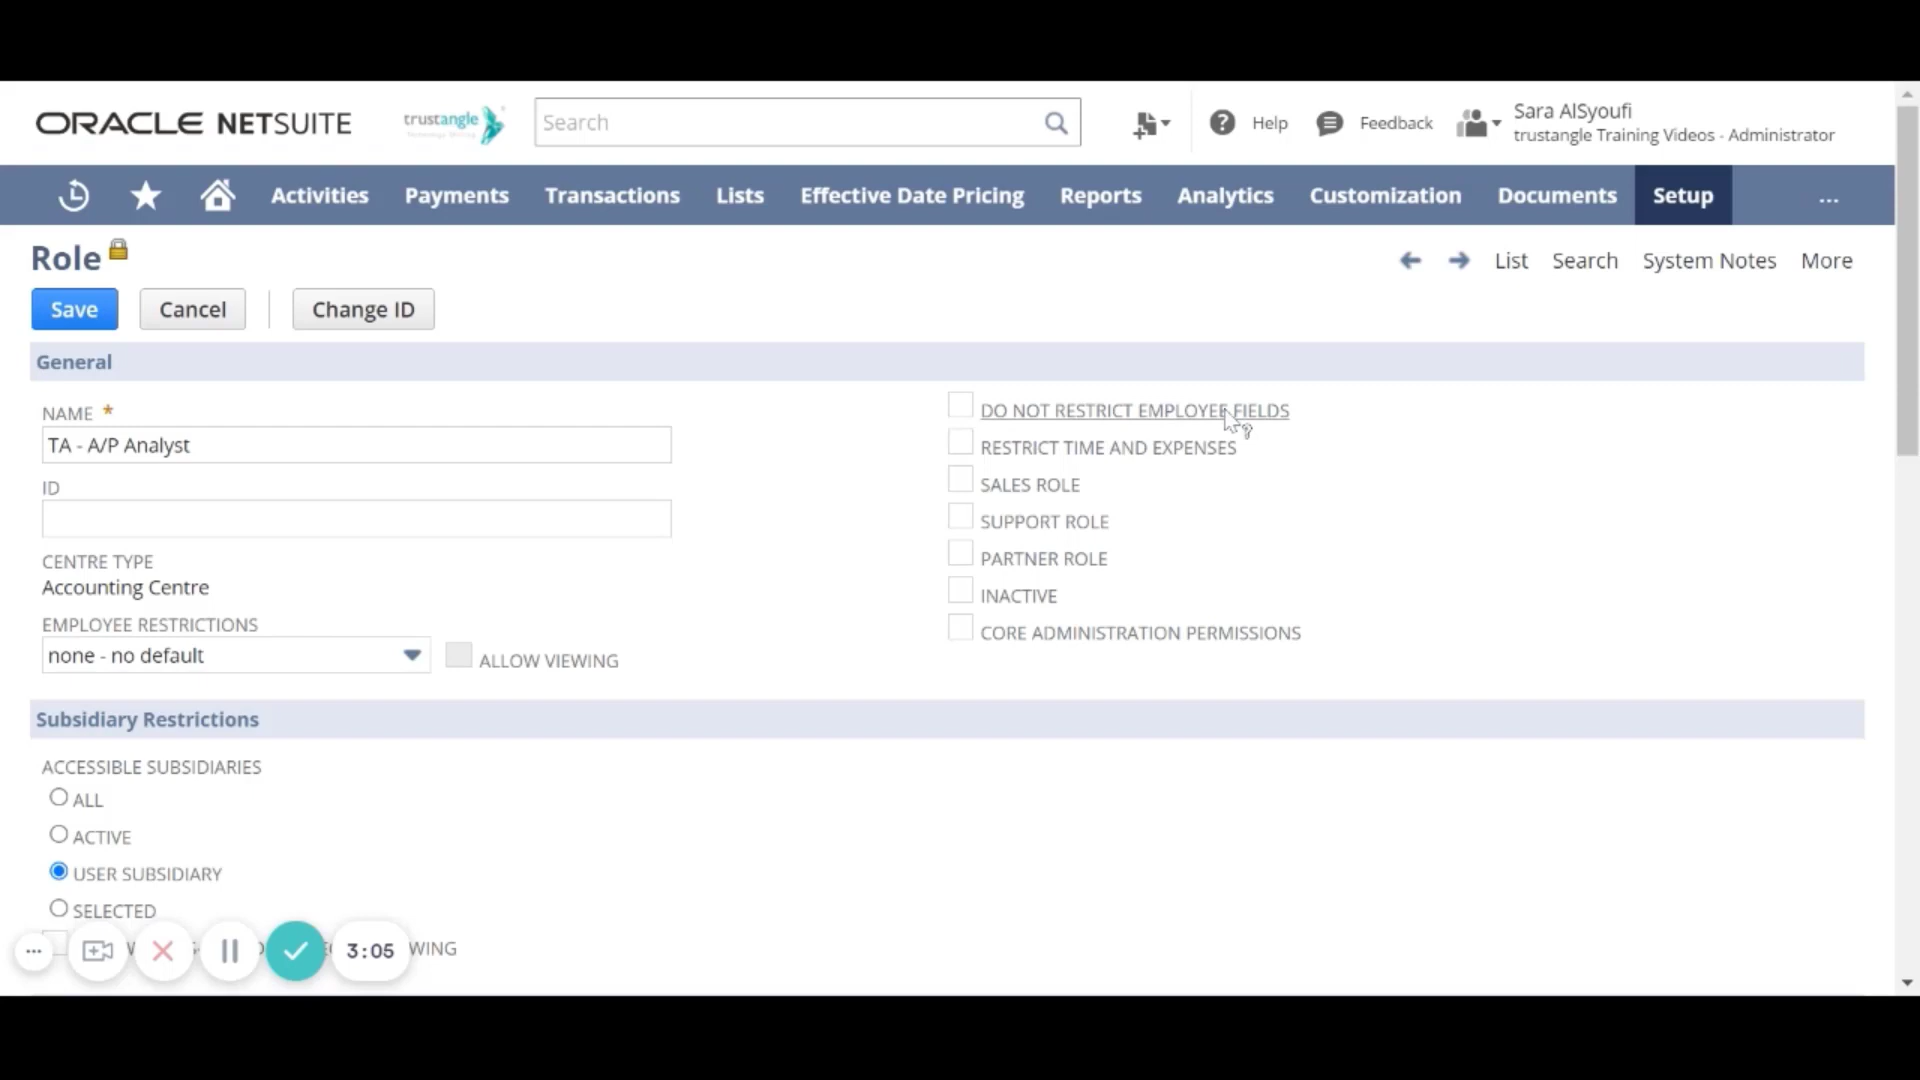 ORACLE NETSUITE
trustangle
Search
Help
Feedback
Sara AlSyoufi
trustangle Training Videos - Administrator
Activities
Payments
Transactions
Lists
Effective Date Pricing
Reports
Analytics
Customization
Documents
Setup
...
Role
List
Search
System Notes
More
Save
Cancel
Change ID
General
NAME *
TA - A/P Analyst
ID
CENTRE TYPE
Accounting Centre
EMPLOYEE RESTRICTIONS
none - no default
ALLOW VIEWING
DO NOT RESTRICT EMPLOYEE FIELDS
RESTRICT TIME AND EXPENSES
SALES ROLE
SUPPORT ROLE
PARTNER ROLE
INACTIVE
CORE ADMINISTRATION PERMISSIONS
Subsidiary Restrictions
ACCESSIBLE SUBSIDIARIES
ALL
ACTIVE
USER SUBSIDIARY
SELECTED
WING
3:05